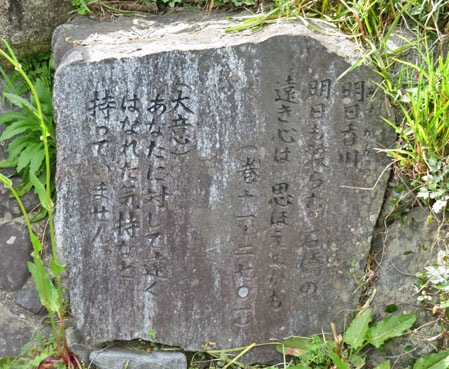 明日香川
明日も渡らむ 石橋の
遠き心は 思ほえぬかも
(巻十一・二七〇一)
(大意)
あなたに対して遠く
はなれた気持など
持っていません。